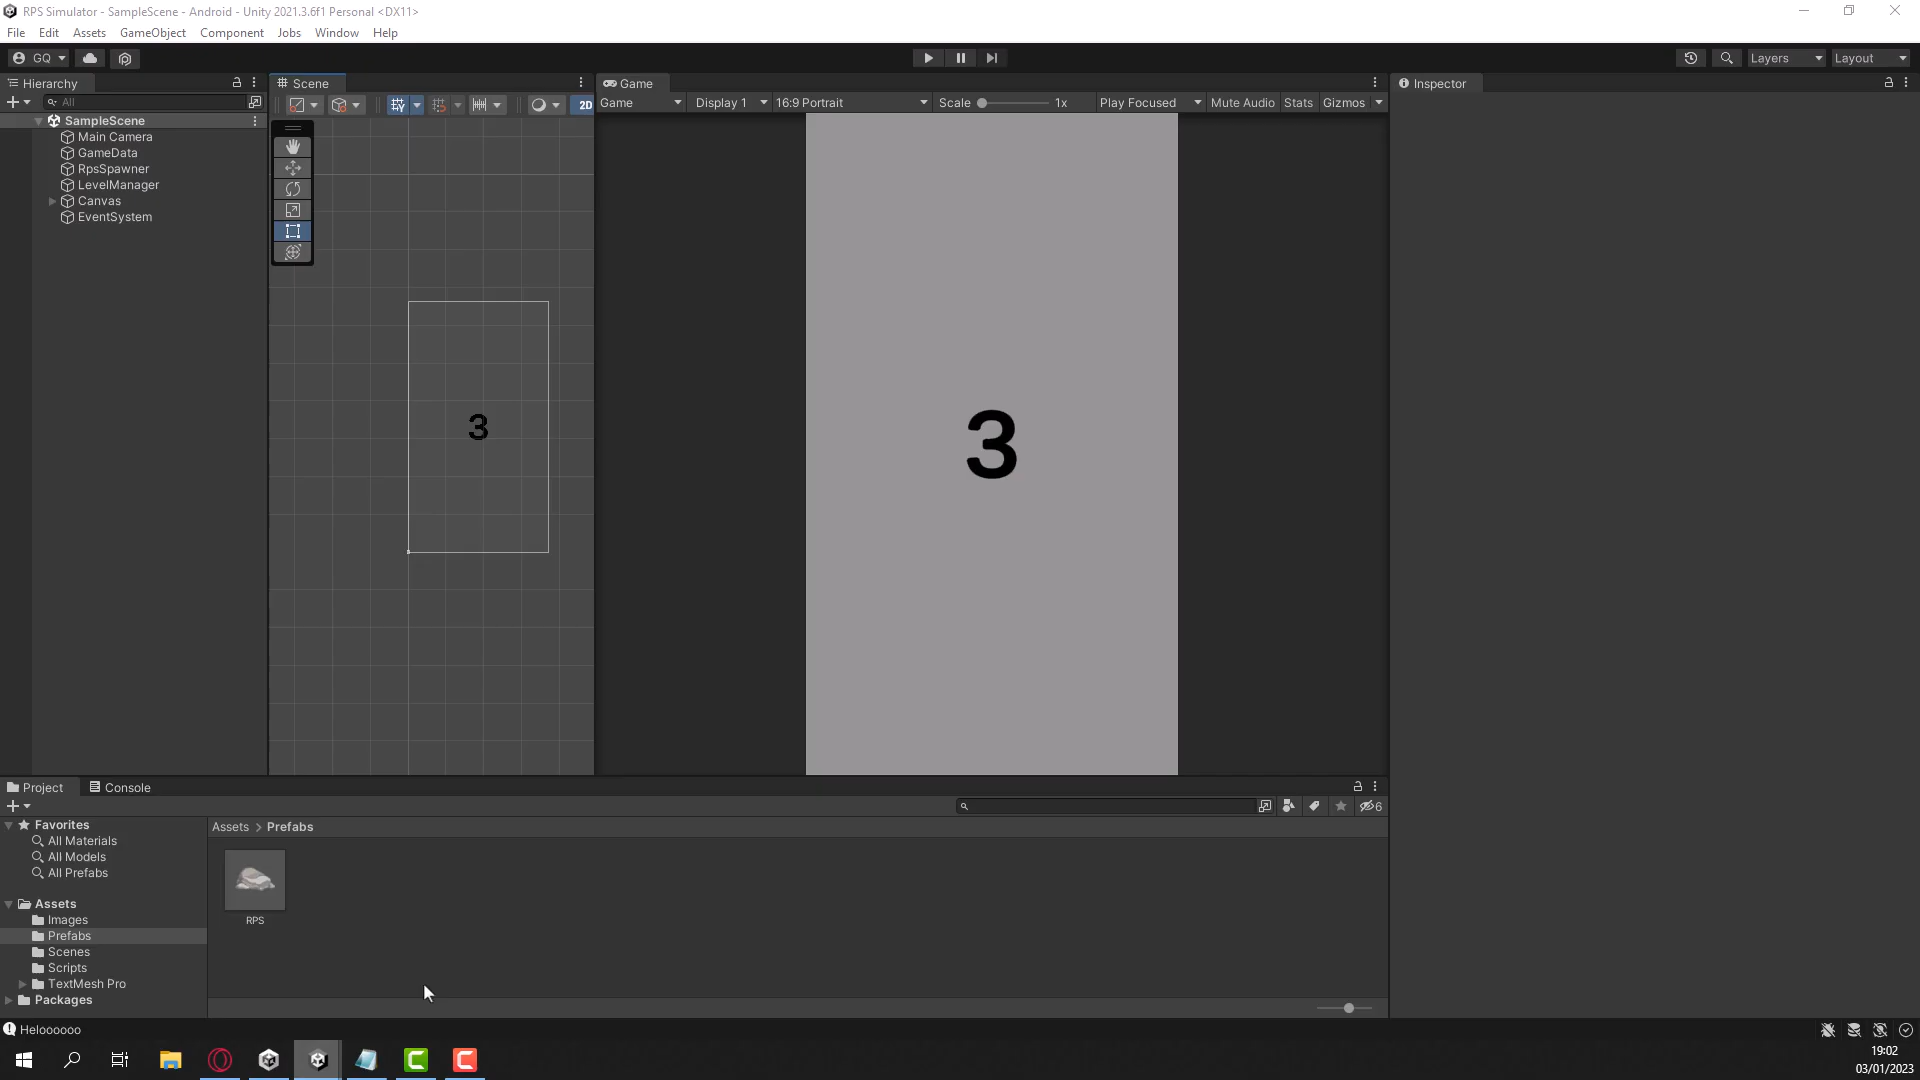 RPS Simulator - SampleScene - Android - Unity 2021.3.6f1 Personal <DX11>
File Edit Assets GameObject Component Jobs Window Help
GQ Layers Layout
Hierarchy Scene Game Inspector
All 2D Game Display 1 16:9 Portrait Scale 1x Play Focused Mute Audio Stats Gizmos
SampleScene
Main Camera
GameData
RpsSpawner
LevelManager
Canvas
EventSystem
3
3
Project Console
6
Favorites
All Materials
All Models
All Prefabs
Assets
Images
Prefabs
Scenes
Scripts
TextMesh Pro
Packages
Assets > Prefabs
RPS
Heloooooo
19:02
03/01/2023